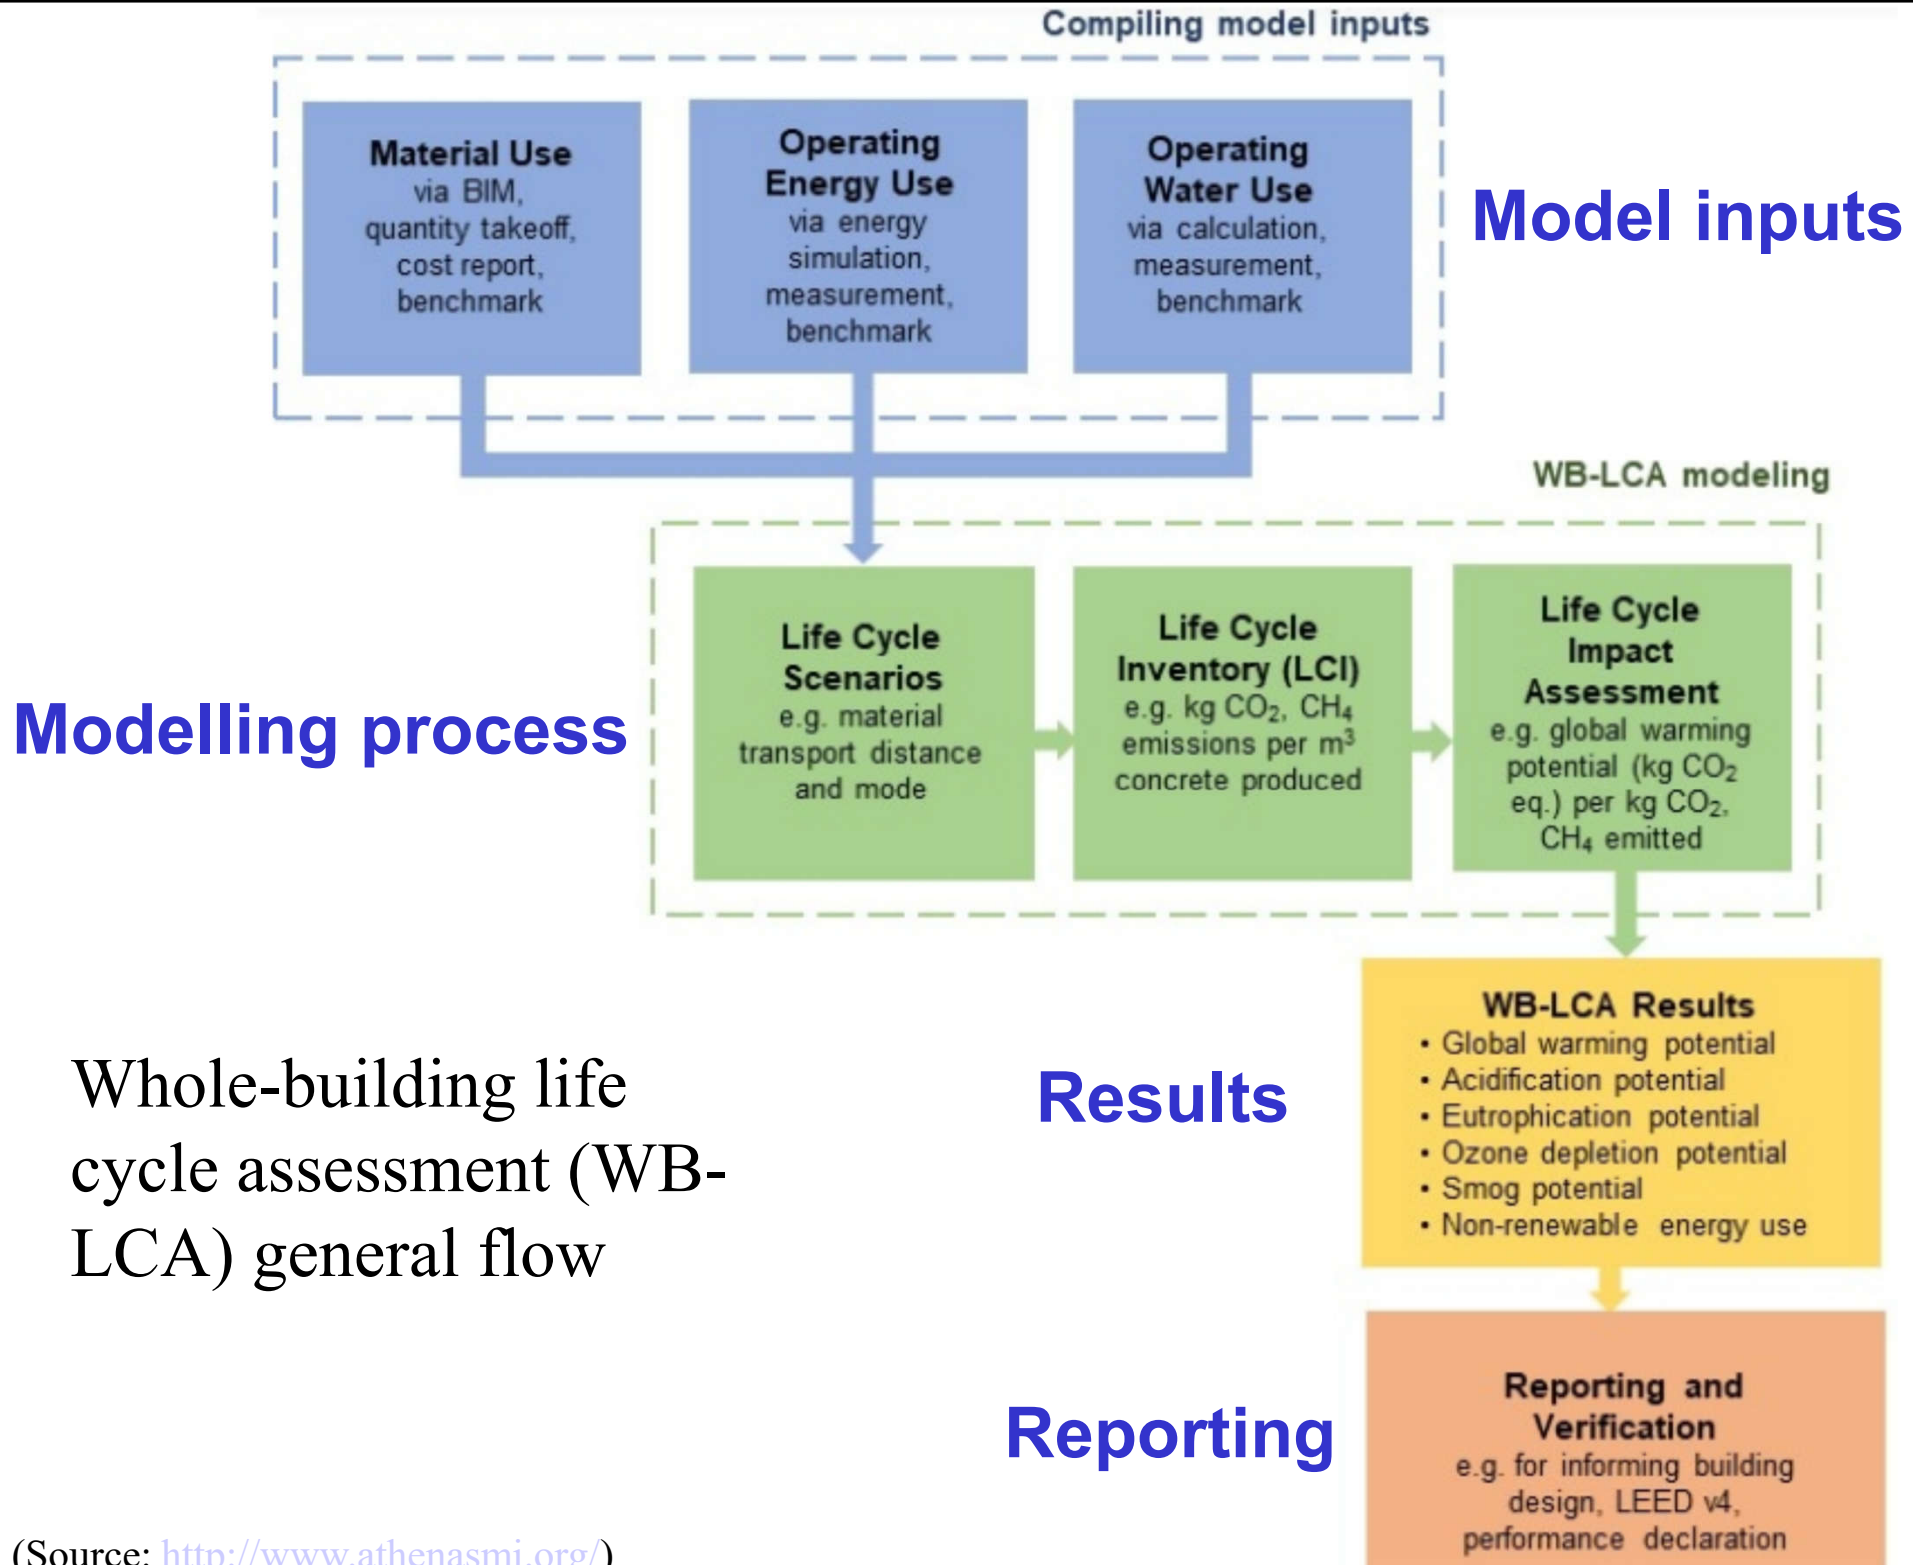 Compiling model inputs
Material Use
via BIM,
quantity takeoff,
cost report,
benchmark
Operating
Energy Use
via energy
simulation,
measurement,
benchmark
Operating
Water Use
via calculation,
measurement,
benchmark
Model inputs
WB-LCA modeling
Modelling process
Life Cycle
Scenarios
e.g. material
transport distance
and mode
Life Cycle
Inventory (LCI)
e.g. kg CO₂, CH₄
emissions per m³
concrete produced
Life Cycle
Impact
Assessment
e.g. global warming
potential (kg CO₂
eq.) per kg CO₂,
CH₄ emitted
Whole-building life
cycle assessment (WB-
LCA) general flow
Results
WB-LCA Results
• Global warming potential
• Acidification potential
• Eutrophication potential
• Ozone depletion potential
• Smog potential
• Non-renewable energy use
Reporting
Reporting and
Verification
e.g. for informing building
design, LEED v4,
performance declaration
(Source: http://www.athenasmi.org/)